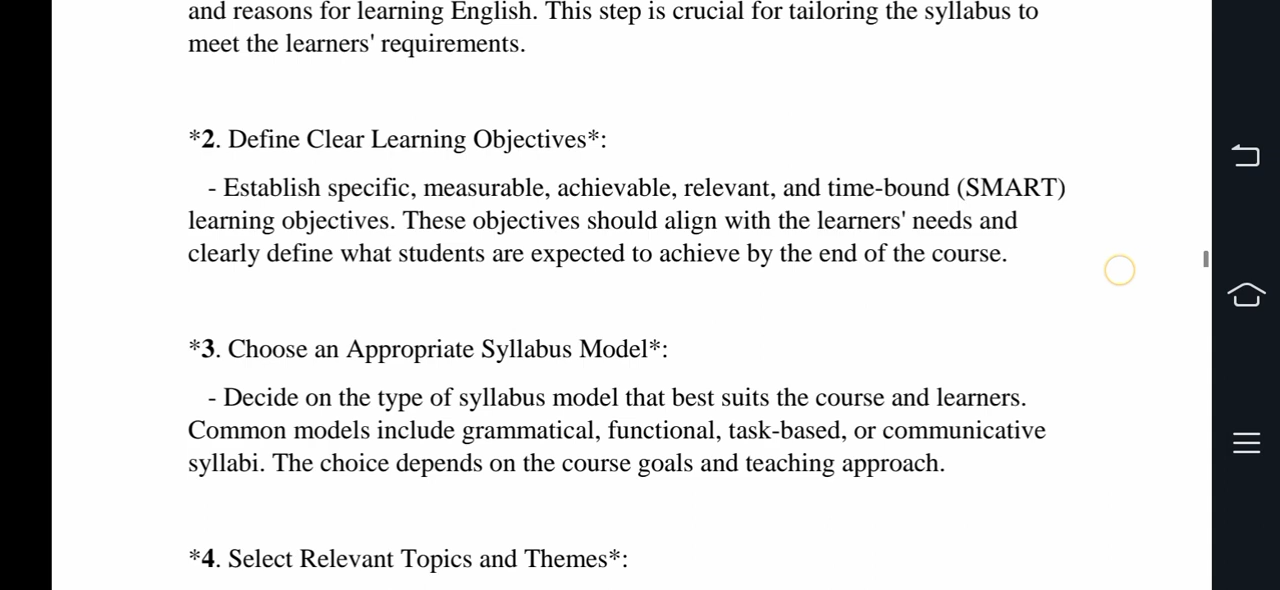 and reasons for learning English. This step is crucial for tailoring the syllabus to
meet the learners' requirements.
*2. Define Clear Learning Objectives*:
- Establish specific, measurable, achievable, relevant, and time-bound (SMART)
learning objectives. These objectives should align with the learners' needs and
clearly define what students are expected to achieve by the end of the course.
*3. Choose an Appropriate Syllabus Model*:
- Decide on the type of syllabus model that best suits the course and learners.
Common models include grammatical, functional, task-based, or communicative
syllabi. The choice depends on the course goals and teaching approach.
*4. Select Relevant Topics and Themes*: